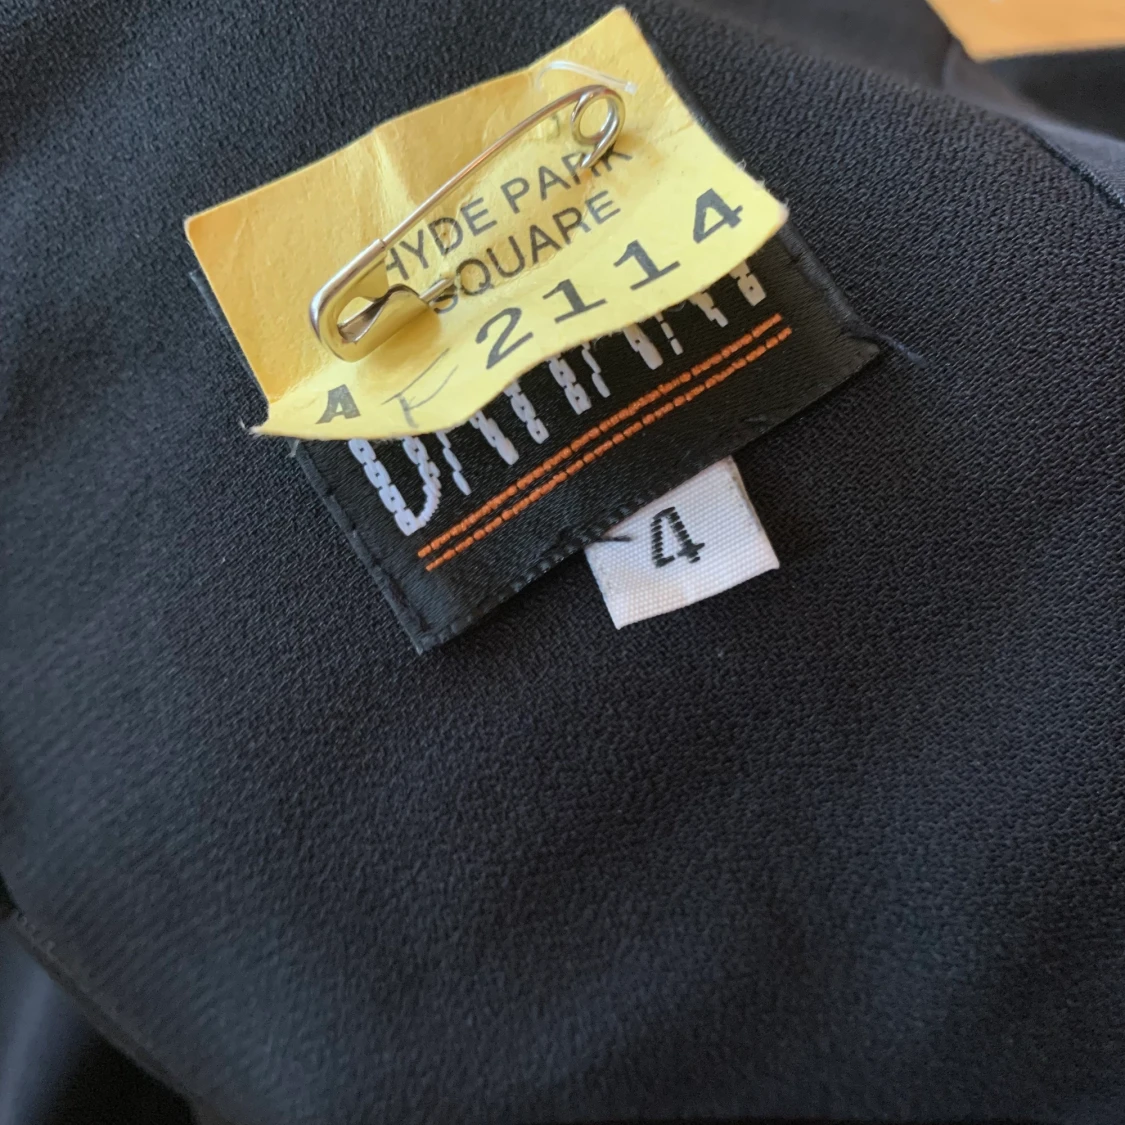 HYDE PARK
SQUARE
A F 2114
4